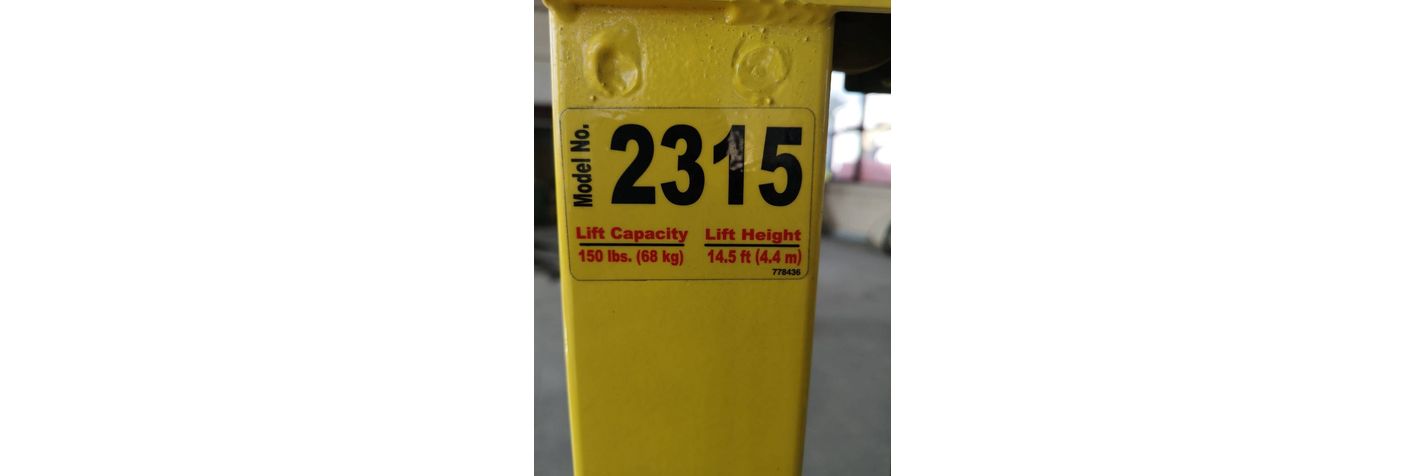 Model No.
2315
Lift Capacity
150 lbs. (68 kg)
Lift Height
14.5 ft (4.4 m)
778436